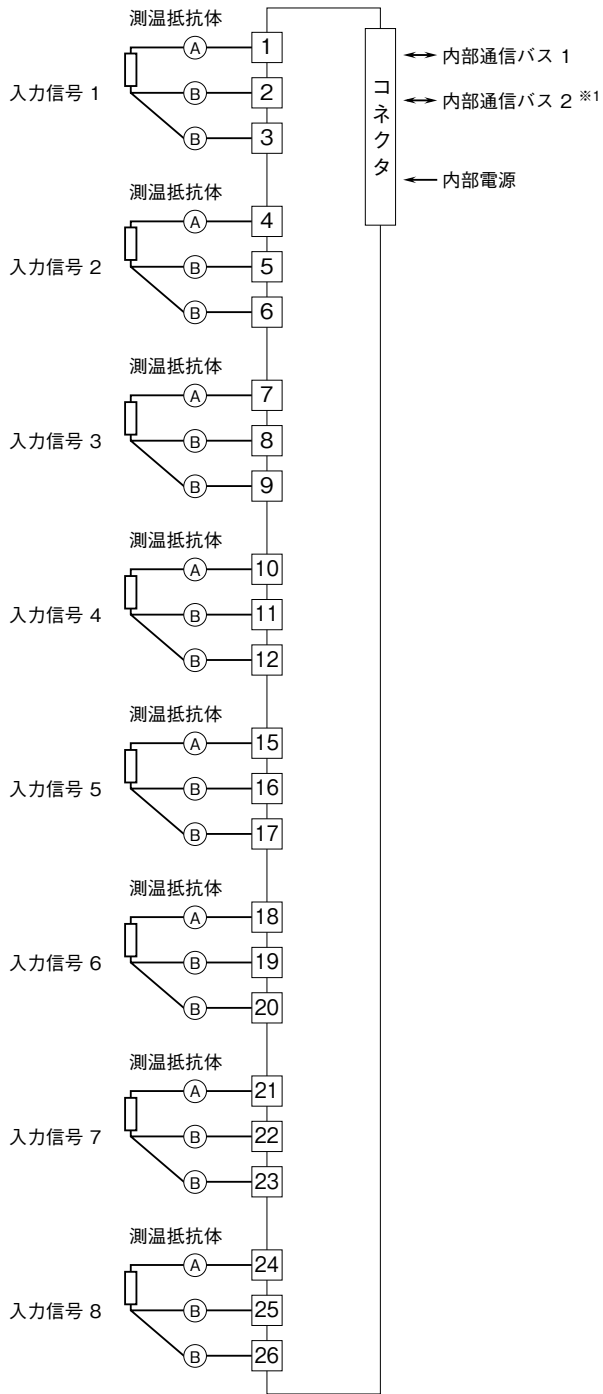 測温抵抗体
A 1
入力信号 1
B 2
B 3
測温抵抗体
A 4
入力信号 2
B 5
B 6
測温抵抗体
A 7
入力信号 3
B 8
B 9
測温抵抗体
A 10
入力信号 4
B 11
B 12
測温抵抗体
A 15
入力信号 5
B 16
B 17
測温抵抗体
A 18
入力信号 6
B 19
B 20
測温抵抗体
A 21
入力信号 7
B 22
B 23
測温抵抗体
A 24
入力信号 8
B 25
B 26
コネクタ
内部通信バス 1
内部通信バス 2 ※1
内部電源